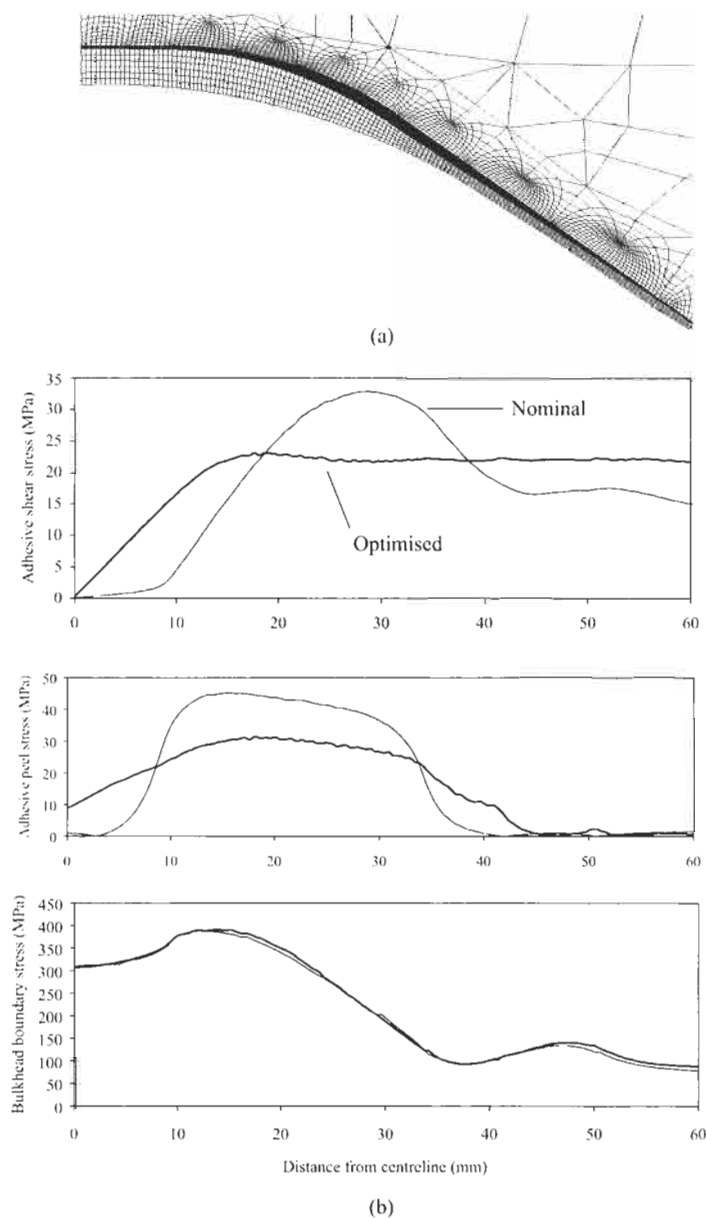 (a)
Adhesive shear stress (MPa)
35
30
25
20
15
10
5
0
Nominal
Optimised
0 10 20 30 40 50 60
Adhesive peel stress (MPa)
50
40
30
20
10
0
0 10 20 30 40 50 60
Bulkhead boundary stress (MPa)
450
400
350
300
250
200
150
100
50
0
0 10 20 30 40 50 60
Distance from centreline (mm)
(b)